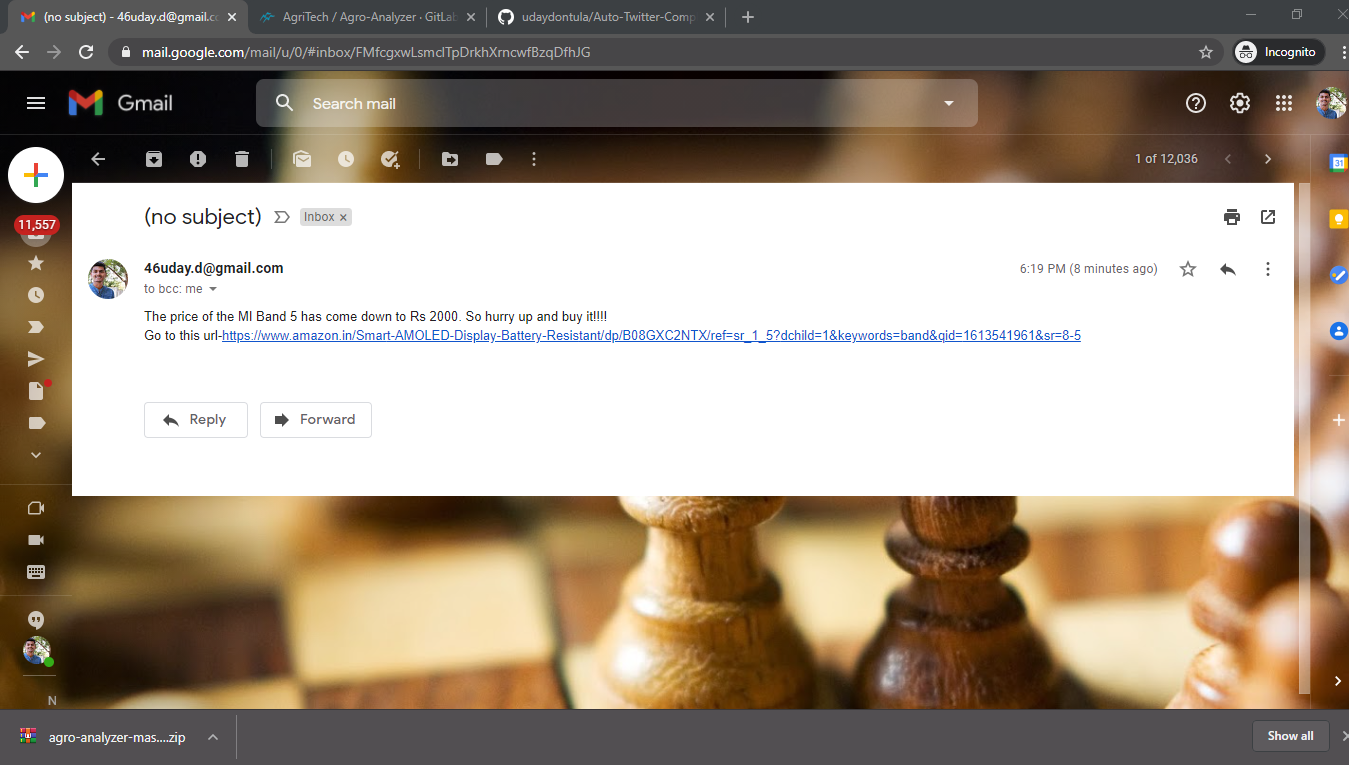 (no subject) - 46uday.d@gmail.co
AgriTech / Agro-Analyzer · GitLab
udaydontula/Auto-Twitter-Comp
mail.google.com/mail/u/0/#inbox/FMfcgxwLsmclTpDrkhXrncwfBzqDfhJG
Incognito
Gmail
Search mail
1 of 12,036
31
11,557
(no subject)
Inbox
46uday.d@gmail.com
6:19 PM (8 minutes ago)
to bcc: me
The price of the MI Band 5 has come down to Rs 2000. So hurry up and buy it!!!!
Go to this url-https://www.amazon.in/Smart-AMOLED-Display-Battery-Resistant/dp/B08GXC2NTX/ref=sr_1_5?dchild=1&keywords=band&qid=1613541961&sr=8-5
Reply
Forward
N
agro-analyzer-mas....zip
Show all